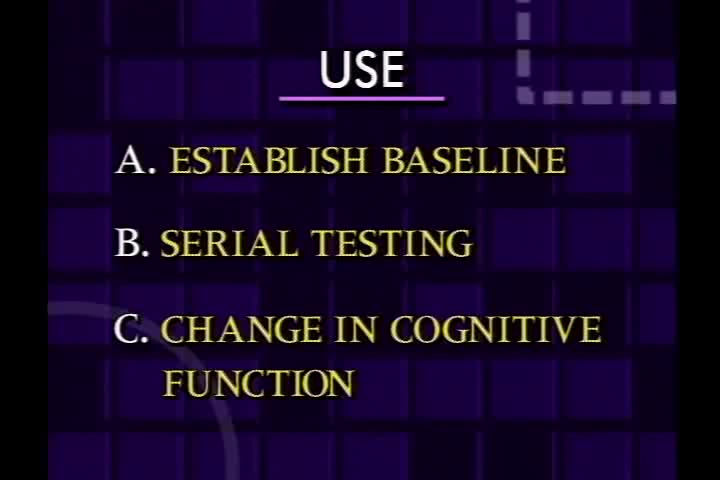 USE
A. ESTABLISH BASELINE
B. SERIAL TESTING
C. CHANGE IN COGNITIVE
FUNCTION